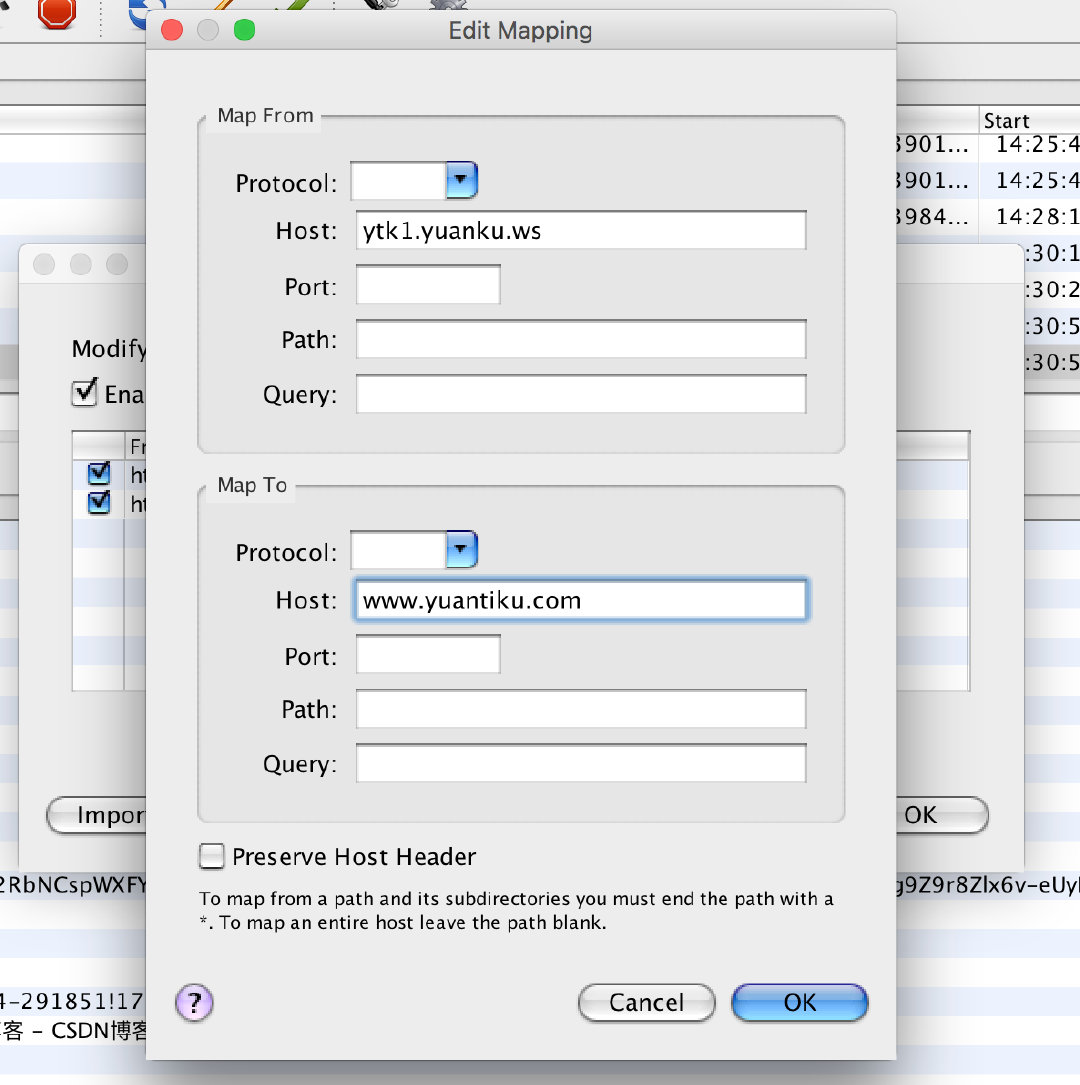 Edit Mapping
Start
Map From
3901... 14:25:4
Protocol:
3901... 14:25:4
3984... 14:28:1
Host: ytk1.yuanku.ws
:30:1
Port:
:30:2
:30:5
Path:
Modify
:30:5
Query:
Ena
Map To
Protocol:
Host: www.yuantiku.com
Port:
Path:
Query:
Impor
OK
Preserve Host Header
2RbNCspWXFY
g9Z9r8Zlx6v-eUy
To map from a path and its subdirectories you must end the path with a
*. To map an entire host leave the path blank.
4-291851!17
?
Cancel
OK
客 - CSDN博客